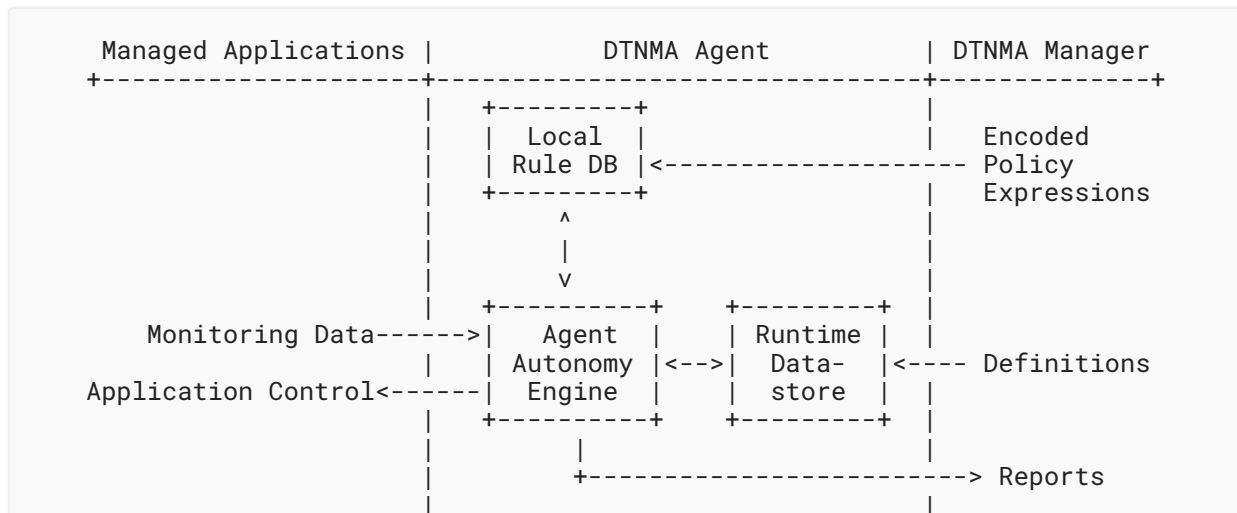 Managed Applications |           DTNMA Agent             | DTNMA Manager
+---------------------+-----------------------------------+--------------+
                      |   +---------+                     |
                      |   |  Local  |                     |   Encoded
                      |   | Rule DB |<--------------------- Policy
                      |   +---------+                     |   Expressions
                      |        ^                          |
                      |        |                          |
                      |        v                          |
                      |   +----------+    +---------+     |
    Monitoring Data------>|  Agent   |    | Runtime |  |
                      |   | Autonomy |<-->|  Data-  |<---- Definitions
Application Control<------|  Engine  |    |  store  |  |
                      |   +----------+    +---------+     |
                      |         |                         |
                      |         +-------------------------> Reports
                      |                                   |